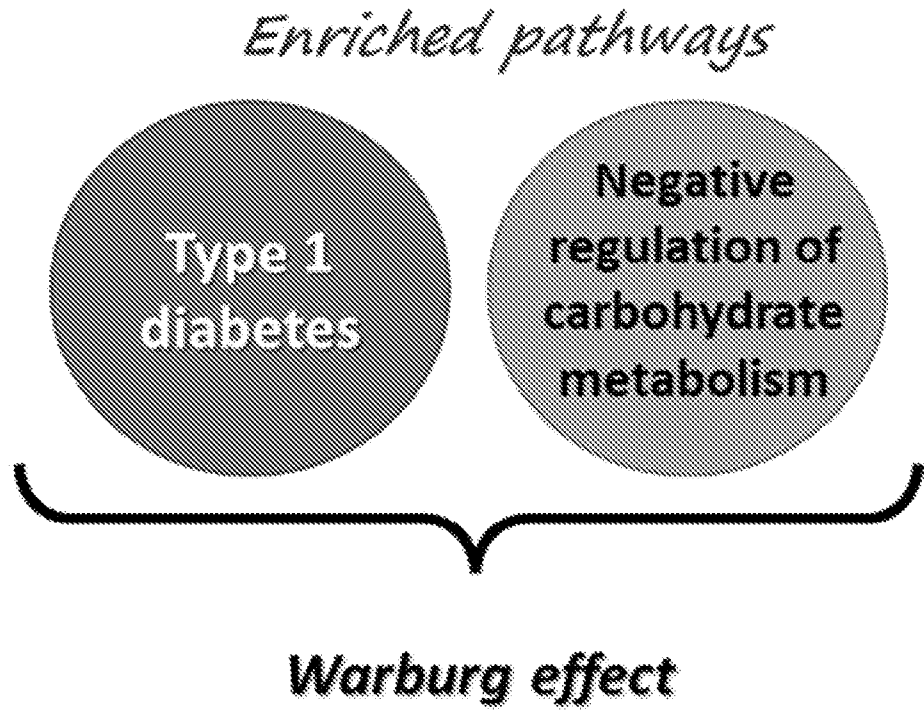 Enriched pathways
Type 1
diabetes
Negative
regulation of
carbohydrate
metabolism
Warburg effect